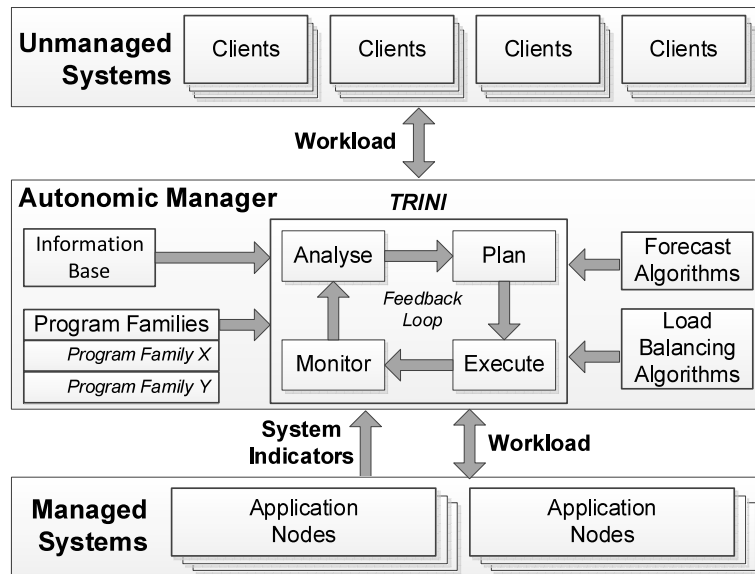 Unmanaged
Systems
Clients
Clients
Clients
Clients
Workload
Autonomic Manager
TRINI
Information
Base
Program Families
Program Family X
Program Family Y
Analyse
Plan
Feedback
Loop
Monitor
Execute
Forecast
Algorithms
Load
Balancing
Algorithms
System
Indicators
Workload
Managed
Systems
Application
Nodes
Application
Nodes